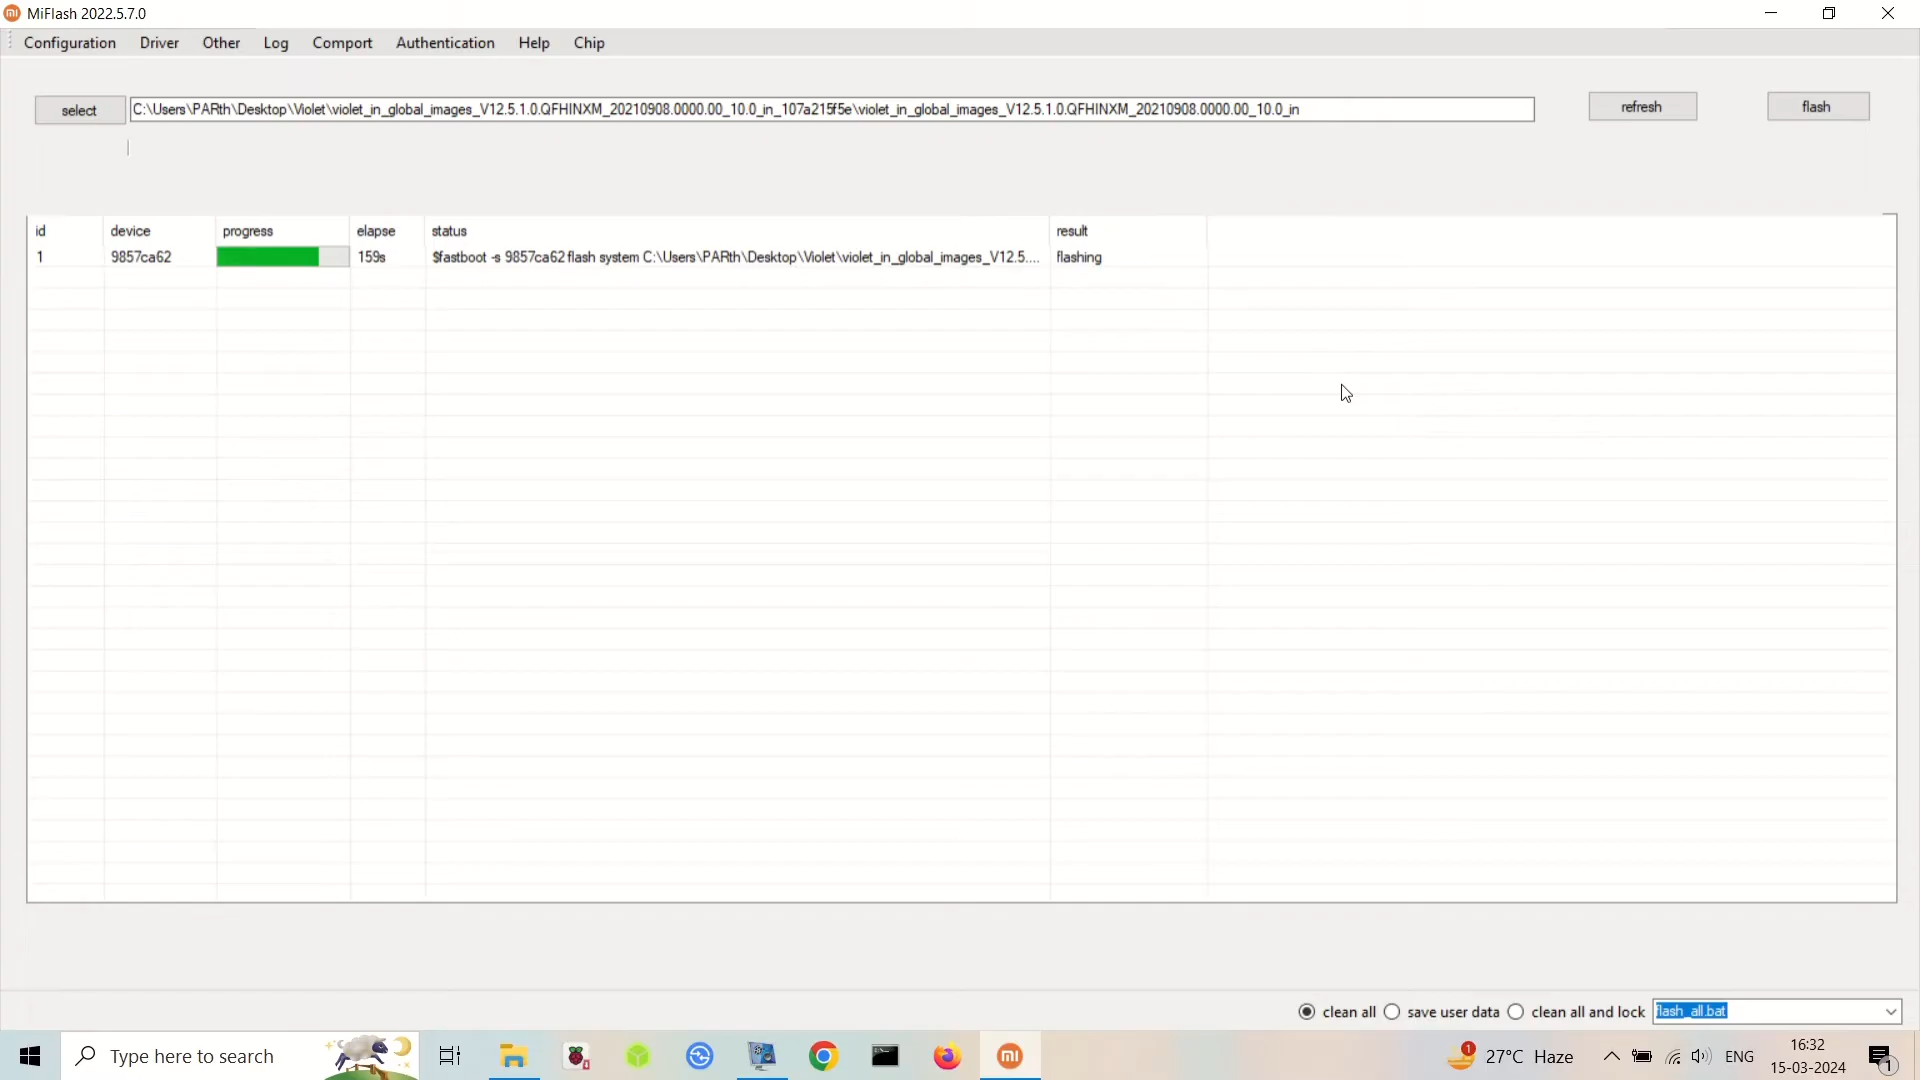 MiFlash 2022.5.7.0
Configuration Driver Other Log Comport Authentication Help Chip
select C:\Users\PARth\Desktop\Violet\violet_in_global_images_V12.5.1.0.QFHINXM_20210908.0000.00_10.0_in_107a215f5e\violet_in_global_images_V12.5.1.0.QFHINXM_20210908.0000.00_10.0_in refresh flash
id device progress elapse status result
1 9857ca62 159s $fastboot -s 9857ca62 flash system C:\Users\PARth\Desktop\Violet\violet_in_global_images_V12.5.... flashing
clean all save user data clean all and lock flash_all.bat
Type here to search 1 27°C Haze ENG 16:32
15-03-2024 1